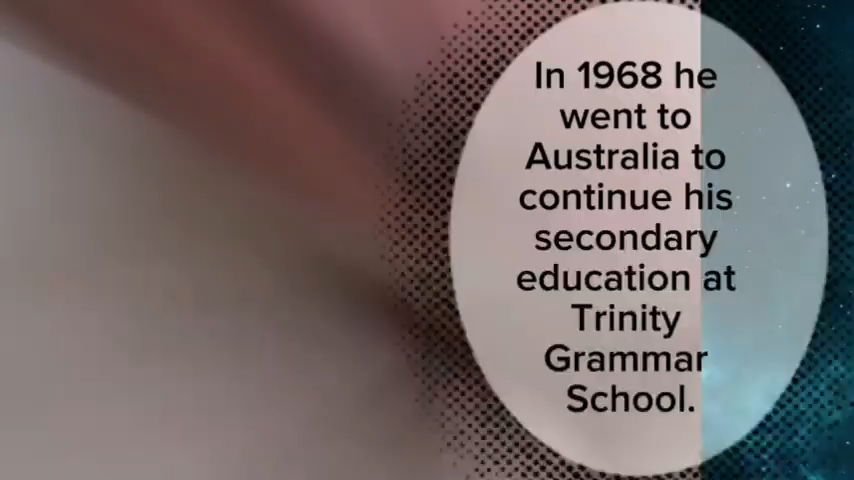 In 1968 he
went to
Australia to
continue his
secondary
education at
Trinity
Grammar
School.